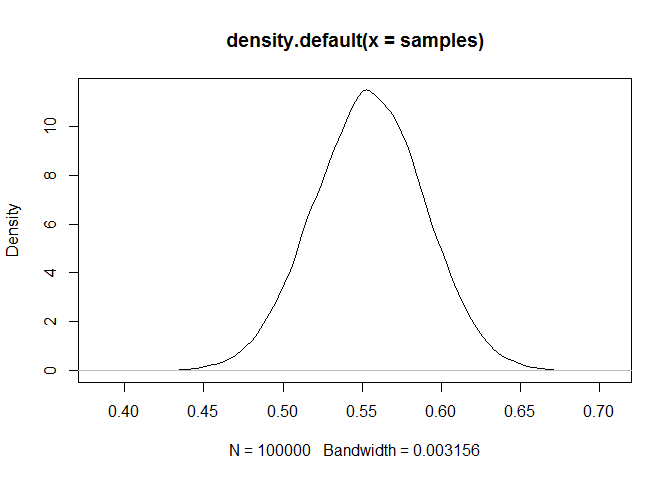 density.default(x = samples)
Density
10
8
6
4
2
0
0.40 0.45 0.50 0.55 0.60 0.65 0.70
N = 100000 Bandwidth = 0.003156